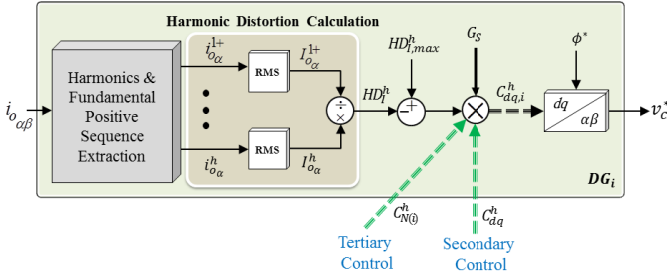 Harmonic Distortion Calculation
i_{o_{αβ}}
Harmonics &
Fundamental
Positive
Sequence
Extraction
i_{o_α}^{1+}
RMS
I_{o_α}^{1+}
i_{o_α}^{h}
RMS
I_{o_α}^{h}
÷
×
HD_I^h
HD_{I,max}^h
− +
G_S
×
C_{dq,i}^h
ϕ*
dq
αβ
v_c^*
DG_i
C_{N(i)}^h
C_{dq}^h
Tertiary
Control
Secondary
Control